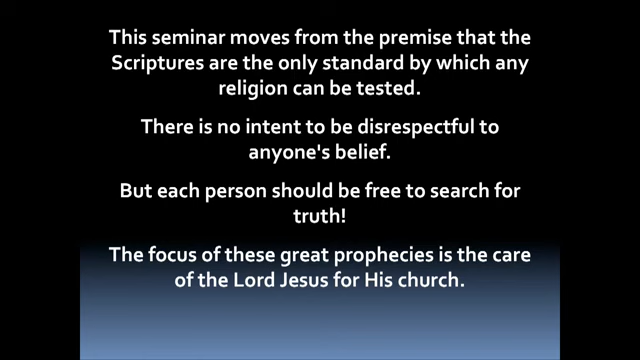 This seminar moves from the premise that the
Scriptures are the only standard by which any
religion can be tested.
There is no intent to be disrespectful to
anyone's belief.
But each person should be free to search for
truth!
The focus of these great prophecies is the care
of the Lord Jesus for His church.